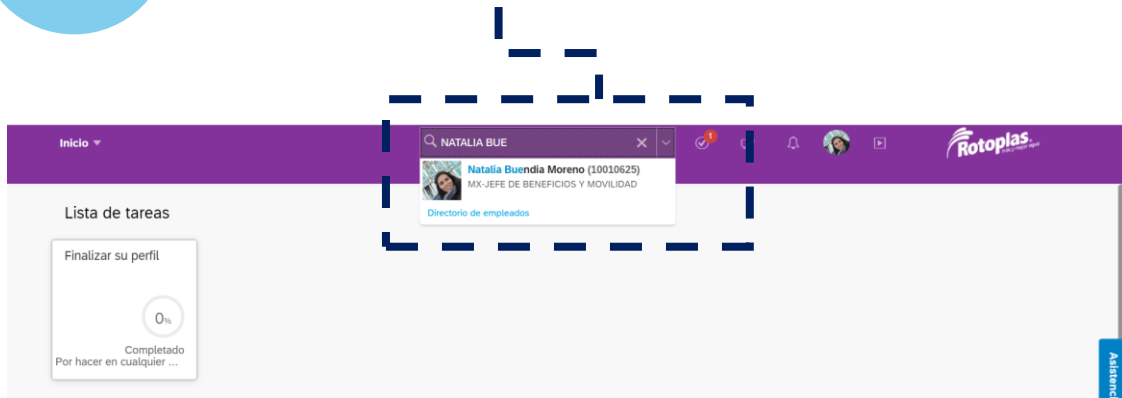 Inicio
NATALIA BUE
1
Rotoplas
Natalia Buendia Moreno (10010625)
MX-JEFE DE BENEFICIOS Y MOVILIDAD
Directorio de empleados
Lista de tareas
Finalizar su perfil
0%
Completado
Por hacer en cualquier ...